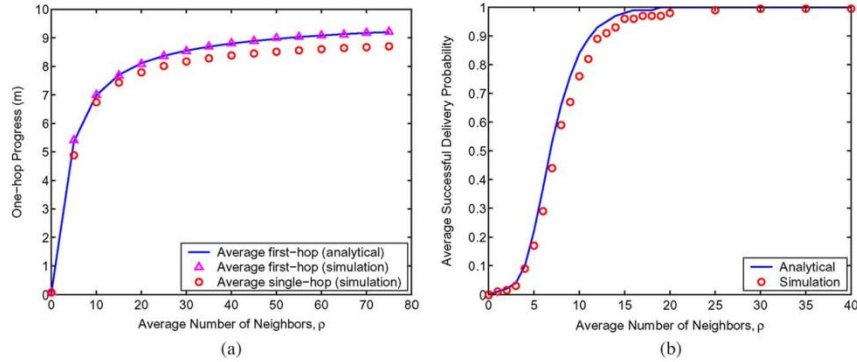 10
9
8
7
6
5
4
3
2
1
0
One-hop Progress (m)
Average first-hop (analytical)
Average first-hop (simulation)
Average single-hop (simulation)
0 10 20 30 40 50 60 70 80
Average Number of Neighbors, ρ
(a)
1
0.9
0.8
0.7
0.6
0.5
0.4
0.3
0.2
0.1
0
Average Successful Delivery Probability
Analytical
Simulation
0 5 10 15 20 25 30 35 40
Average Number of Neighbors, ρ
(b)